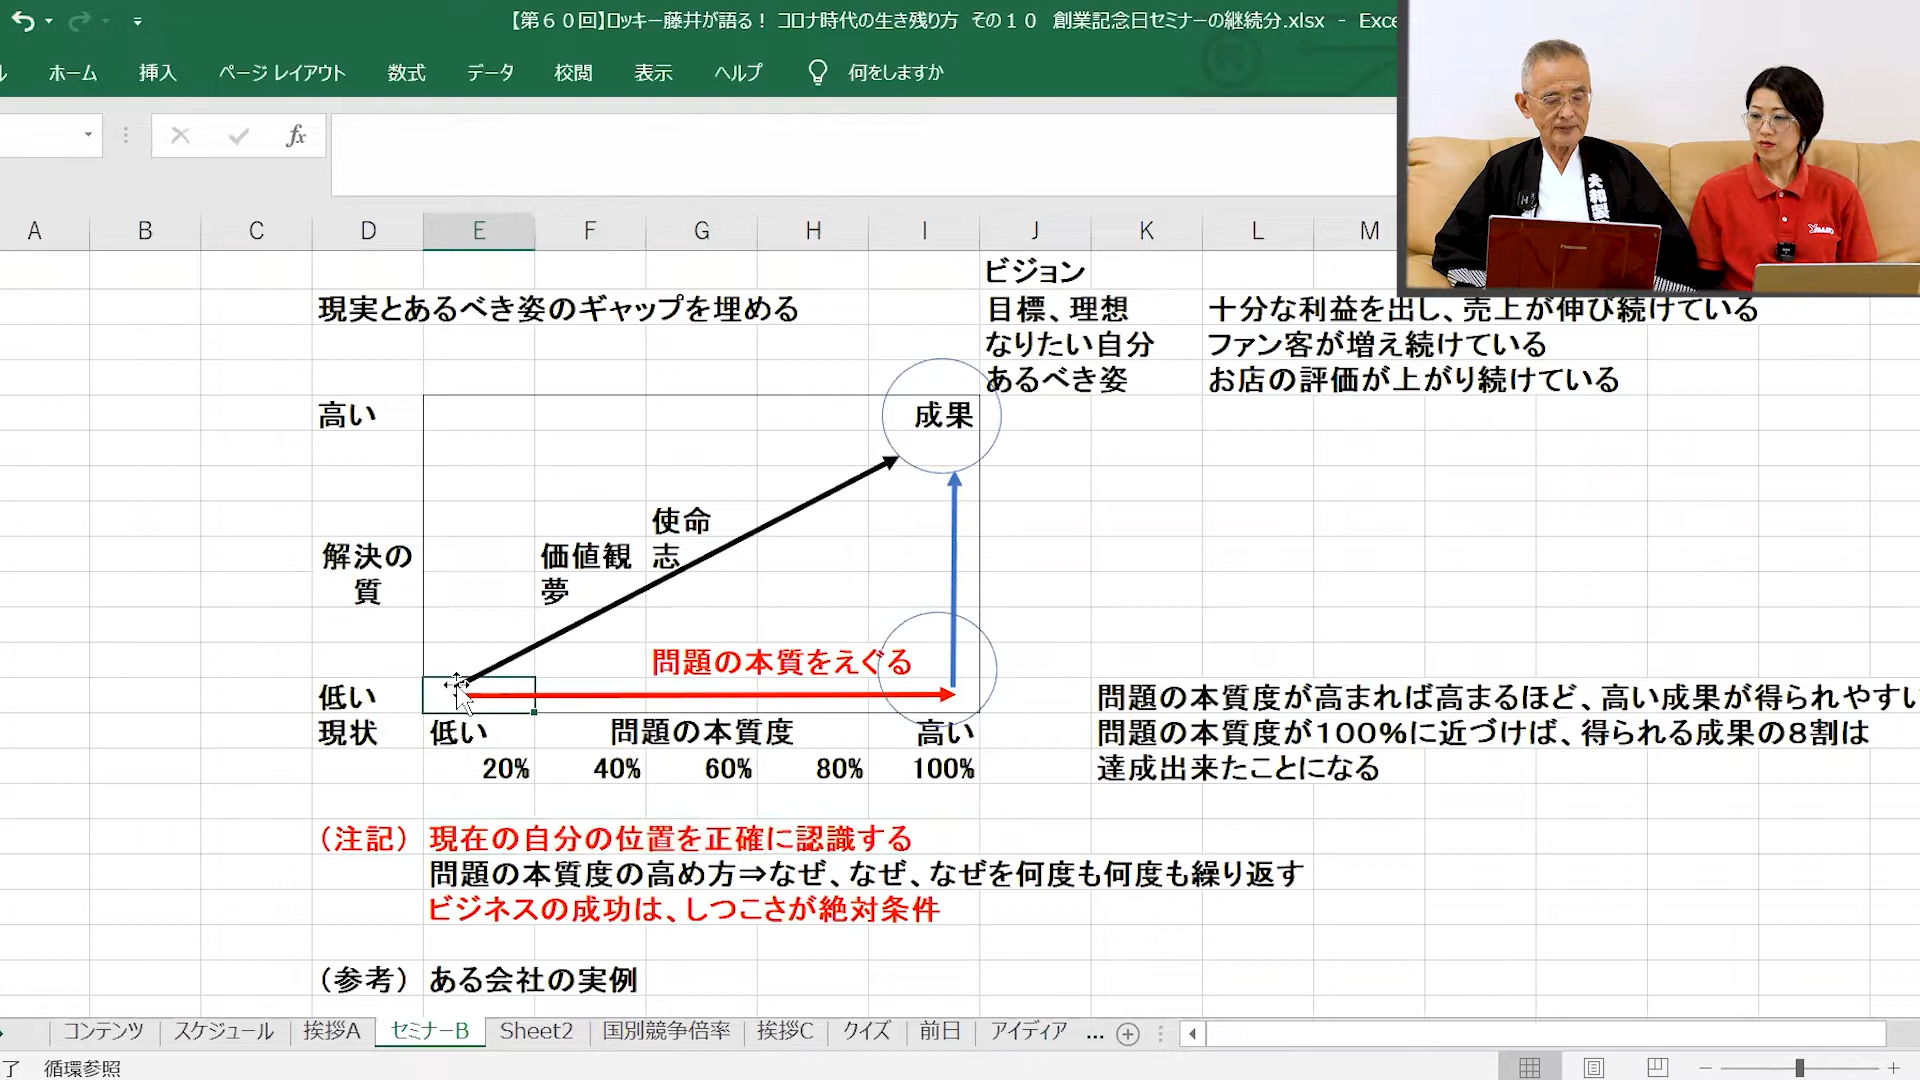 【第６０回】ロッキー藤井が語る！ コロナ時代の生き残り方 その１０ 創業記念日セミナーの継続分.xlsx - Exce
ホーム 挿入 ページ レイアウト 数式 データ 校閲 表示 ヘルプ 何をしますか
fx
A B C D E F G H I J K L M
ビジョン
現実とあるべき姿のギャップを埋める 目標、理想 十分な利益を出し、売上が伸び続けている
なりたい自分 ファン客が増え続けている
あるべき姿 お店の評価が上がり続けている
高い 成果
使命
解決の 価値観 志
質 夢
問題の本質をえぐる
低い 問題の本質度が高まれば高まるほど、高い成果が得られやすい
現状 低い 問題の本質度 高い 問題の本質度が１００％に近づけば、得られる成果の８割は
20% 40% 60% 80% 100% 達成出来たことになる
（注記） 現在の自分の位置を正確に認識する
問題の本質度の高め方⇒なぜ、なぜ、なぜを何度も何度も繰り返す
ビジネスの成功は、しつこさが絶対条件
（参考） ある会社の実例
コンテンツ スケジュール 挨拶A セミナーB Sheet2 国別競争倍率 挨拶C クイズ 前日 アイディア ...
了 循環参照
Panasonic